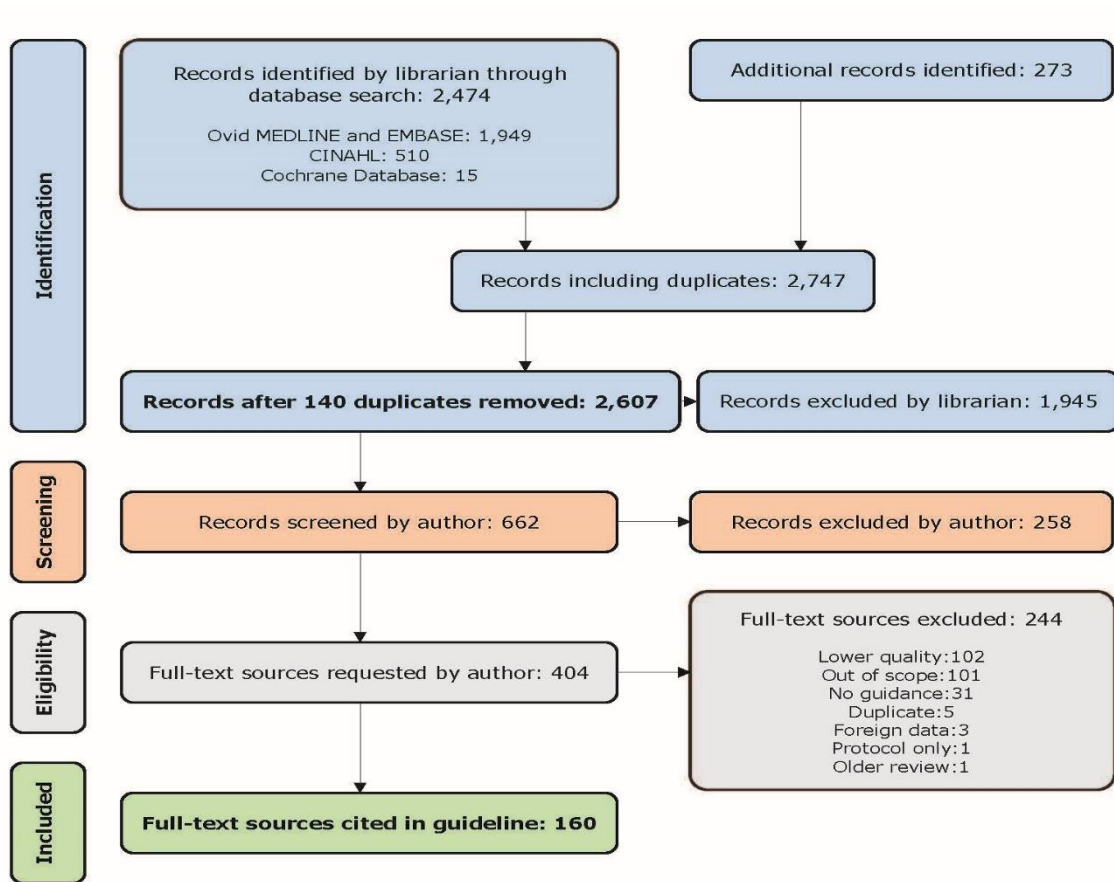 Identification
Records identified by librarian through
database search: 2,474
Ovid MEDLINE and EMBASE: 1,949
CINAHL: 510
Cochrane Database: 15
Additional records identified: 273
Records including duplicates: 2,747
Records after 140 duplicates removed: 2,607
Records excluded by librarian: 1,945
Screening
Records screened by author: 662
Records excluded by author: 258
Eligibility
Full-text sources requested by author: 404
Full-text sources excluded: 244
Lower quality:102
Out of scope:101
No guidance:31
Duplicate:5
Foreign data:3
Protocol only:1
Older review:1
Included
Full-text sources cited in guideline: 160